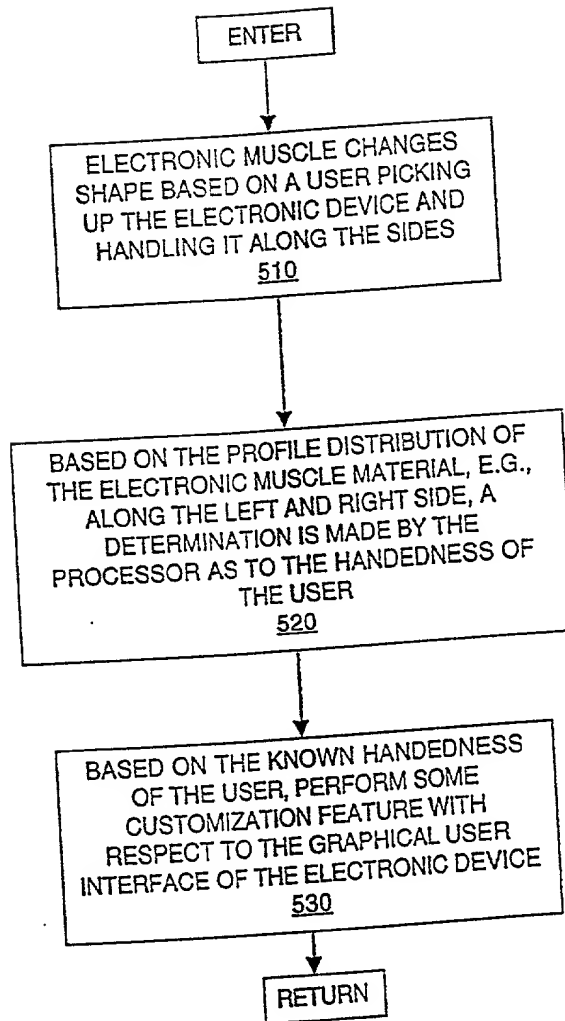 ENTER
ELECTRONIC MUSCLE CHANGES
SHAPE BASED ON A USER PICKING
UP THE ELECTRONIC DEVICE AND
HANDLING IT ALONG THE SIDES
510
BASED ON THE PROFILE DISTRIBUTION OF
THE ELECTRONIC MUSCLE MATERIAL, E.G.,
ALONG THE LEFT AND RIGHT SIDE, A
DETERMINATION IS MADE BY THE
PROCESSOR AS TO THE HANDEDNESS OF
THE USER
520
BASED ON THE KNOWN HANDEDNESS
OF THE USER, PERFORM SOME
CUSTOMIZATION FEATURE WITH
RESPECT TO THE GRAPHICAL USER
INTERFACE OF THE ELECTRONIC DEVICE
530
RETURN